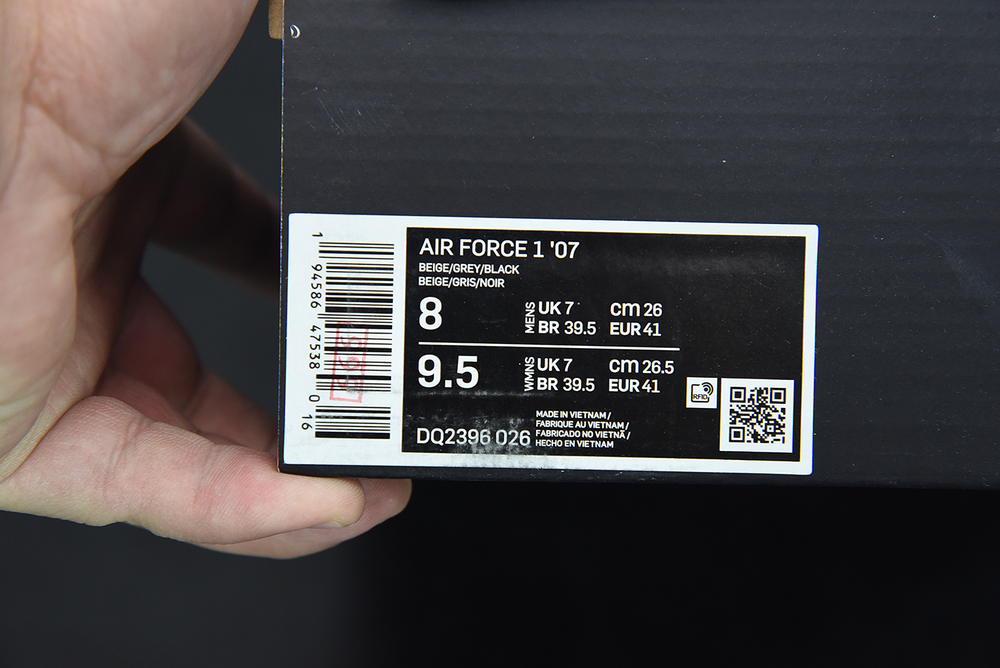 1
94586 47538
0
16
AIR FORCE 1 '07
BEIGE/GREY/BLACK
BEIGE/GRIS/NOIR
8
MENS
UK 7 cm 26
BR 39.5 EUR 41
9.5
WMNS
UK 7 cm 26.5
BR 39.5 EUR 41
RFID
DQ2396 026
MADE IN VIETNAM /
FABRIQUE AU VIETNAM /
FABRICADO NO VIETNÃ /
HECHO EN VIETNAM